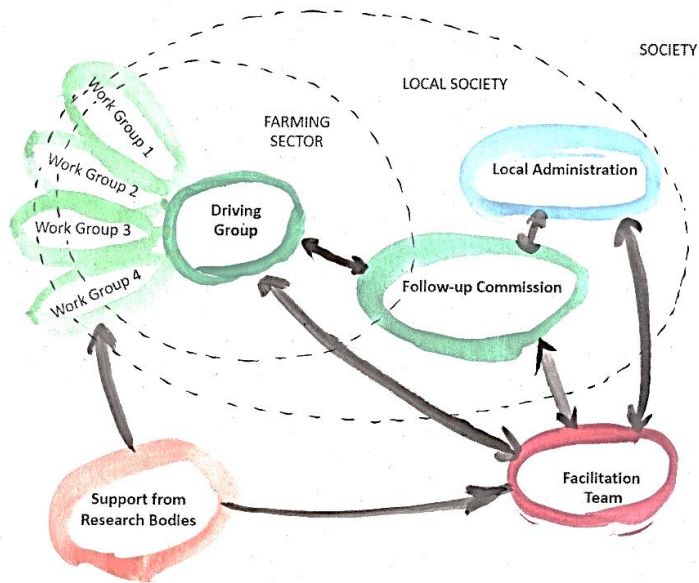 SOCIETY
LOCAL SOCIETY
FARMING
SECTOR
Work Group 1
Work Group 2
Work Group 3
Work Group 4
Driving
Group
Local Administration
Follow-up Commission
Facilitation
Team
Support from
Research Bodies